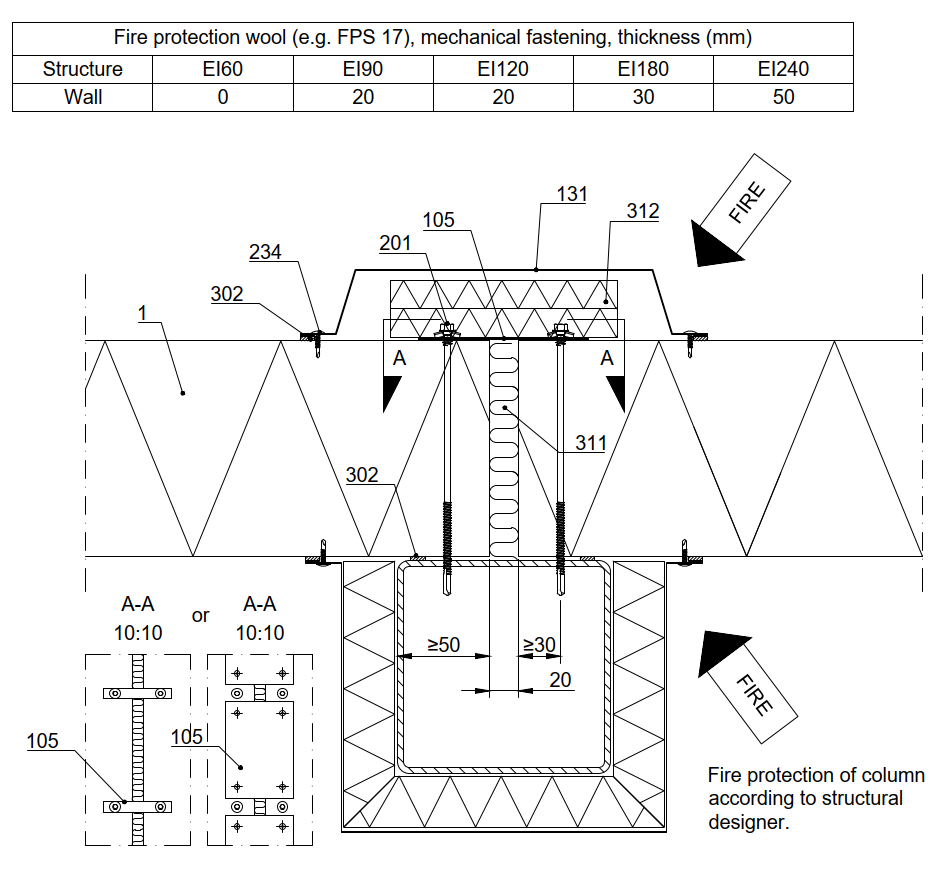 Fire protection wool (e.g. FPS 17), mechanical fastening, thickness (mm)
Structure EI60 EI90 EI120 EI180 EI240
Wall 0 20 20 30 50
FIRE
131
312
105
201
234
302
1
A A
311
302
A-A or A-A
10:10 10:10
≥50 ≥30
20
FIRE
105 105
Fire protection of column
according to structural
designer.